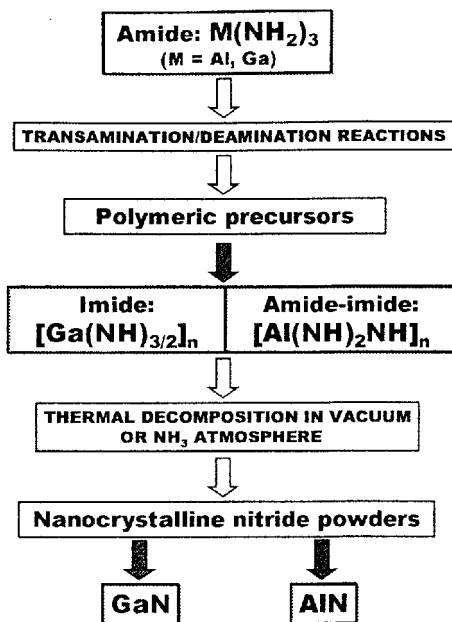 Amide: M(NH₂)₃
(M = Al, Ga)
TRANSAMINATION/DEAMINATION REACTIONS
Polymeric precursors
Imide:
[Ga(NH)₃/₂]ₙ
Amide-imide:
[Al(NH)₂NH]ₙ
THERMAL DECOMPOSITION IN VACUUM
OR NH₃ ATMOSPHERE
Nanocrystalline nitride powders
GaN
AlN